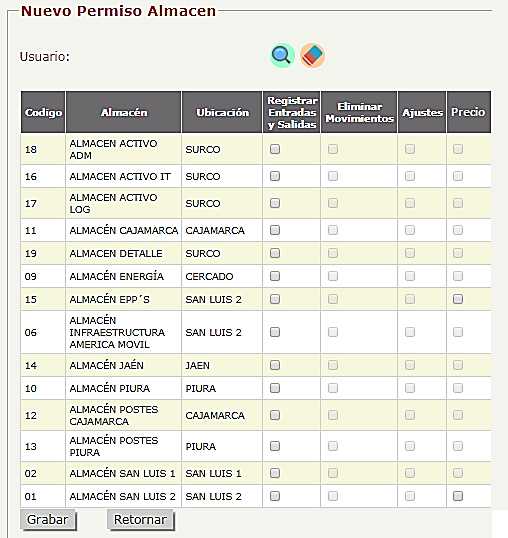 Nuevo Permiso Almacen
Usuario:
Codigo Almacén Ubicación Registrar Entradas y Salidas Eliminar Movimientos Ajustes Precio
18 ALMACEN ACTIVO ADM SURCO
16 ALMACEN ACTIVO IT SURCO
17 ALMACEN ACTIVO LOG SURCO
11 ALMACÉN CAJAMARCA CAJAMARCA
19 ALMACEN DETALLE SURCO
09 ALMACÉN ENERGÍA CERCADO
15 ALMACÉN EPP´S SAN LUIS 2
06 ALMACÉN INFRAESTRUCTURA AMERICA MOVIL SAN LUIS 2
14 ALMACÉN JAÉN JAEN
10 ALMACÉN PIURA PIURA
12 ALMACÉN POSTES CAJAMARCA CAJAMARCA
13 ALMACÉN POSTES PIURA PIURA
02 ALMACÉN SAN LUIS 1 SAN LUIS 1
01 ALMACÉN SAN LUIS 2 SAN LUIS 2
Grabar Retornar